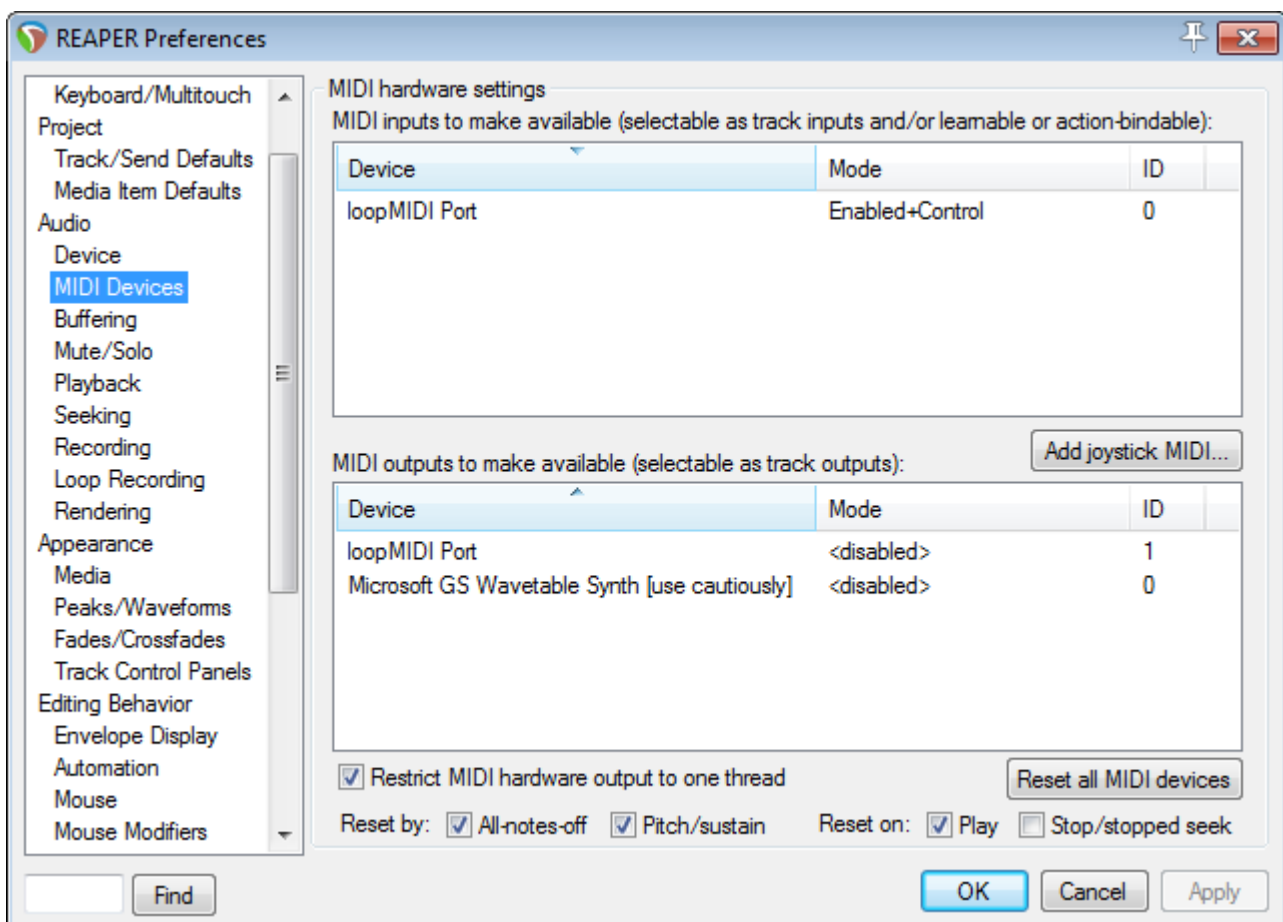 REAPER Preferences
Keyboard/Multitouch
Project
Track/Send Defaults
Media Item Defaults
Audio
Device
MIDI Devices
Buffering
Mute/Solo
Playback
Seeking
Recording
Loop Recording
Rendering
Appearance
Media
Peaks/Waveforms
Fades/Crossfades
Track Control Panels
Editing Behavior
Envelope Display
Automation
Mouse
Mouse Modifiers
Find
MIDI hardware settings
MIDI inputs to make available (selectable as track inputs and/or learnable or action-bindable):
Device Mode ID
loopMIDI Port Enabled+Control 0
Add joystick MIDI...
MIDI outputs to make available (selectable as track outputs):
Device Mode ID
loopMIDI Port <disabled> 1
Microsoft GS Wavetable Synth [use cautiously] <disabled> 0
Restrict MIDI hardware output to one thread Reset all MIDI devices
Reset by: All-notes-off Pitch/sustain Reset on: Play Stop/stopped seek
OK Cancel Apply